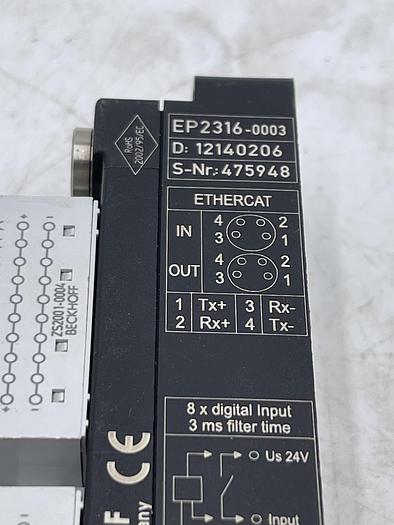 EP2316-0003
D: 12140206
S-Nr.: 475948
RoHS
2002/95/EC
ETHERCAT
IN
4 2
3 1
OUT
4 2
3 1
1 Tx+ 3 Rx-
2 Rx+ 4 Tx-
8 x digital Input
3 ms filter time
Us 24V
Input
ZS2001-0004
BECKHOFF
+ -
+ -
CE
F
any